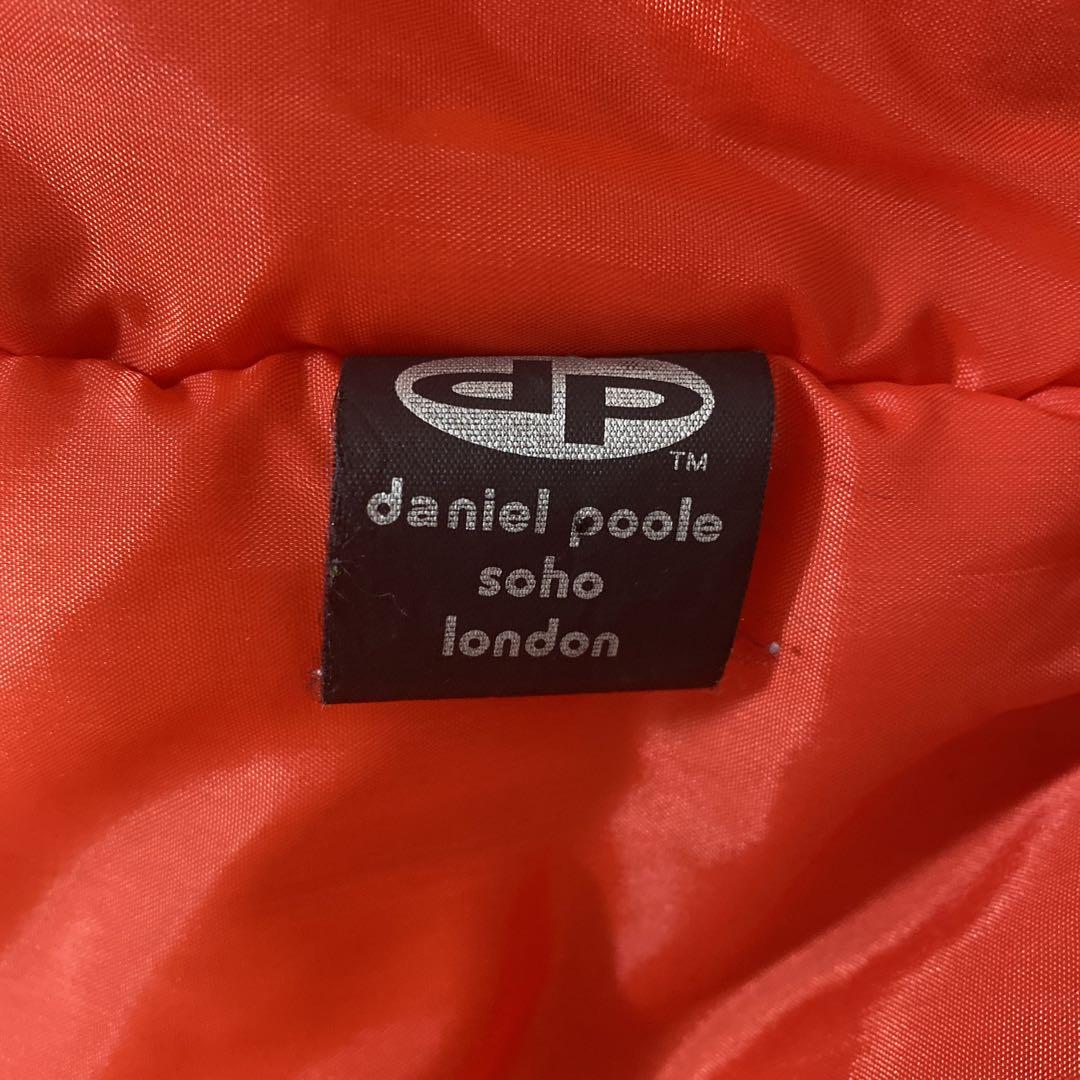 dp
TM
daniel poole
soho
london